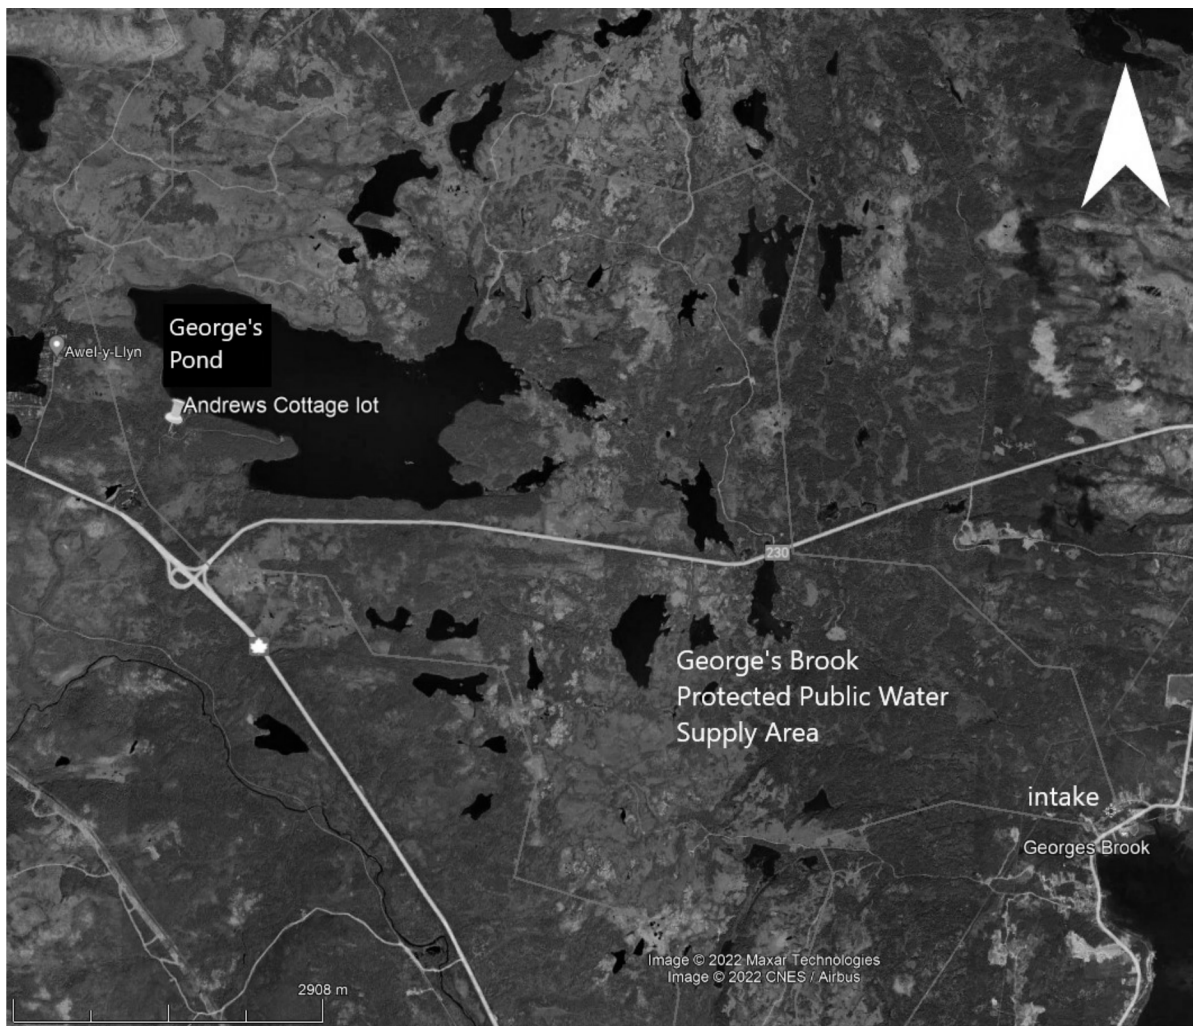 George's
Pond
Awel-y-Llyn
Andrews Cottage lot
230
George's Brook
Protected Public Water
Supply Area
intake
Georges Brook
Image © 2022 Maxar Technologies
Image © 2022 CNES / Airbus
2908 m